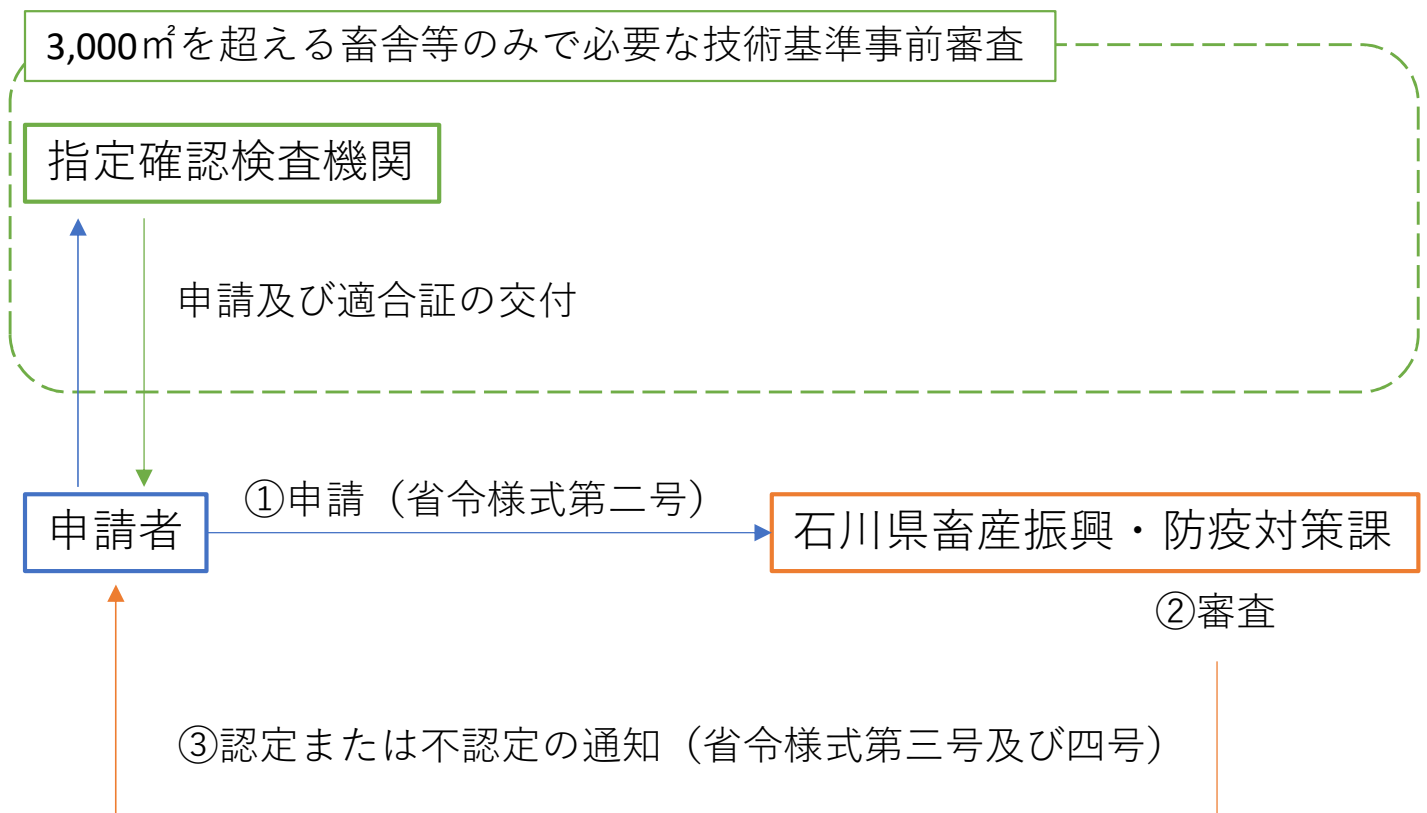 3,000㎡を超える畜舎等のみで必要な技術基準事前審査
指定確認検査機関
申請及び適合証の交付
①申請（省令様式第二号）
申請者
石川県畜産振興・防疫対策課
②審査
③認定または不認定の通知（省令様式第三号及び四号）